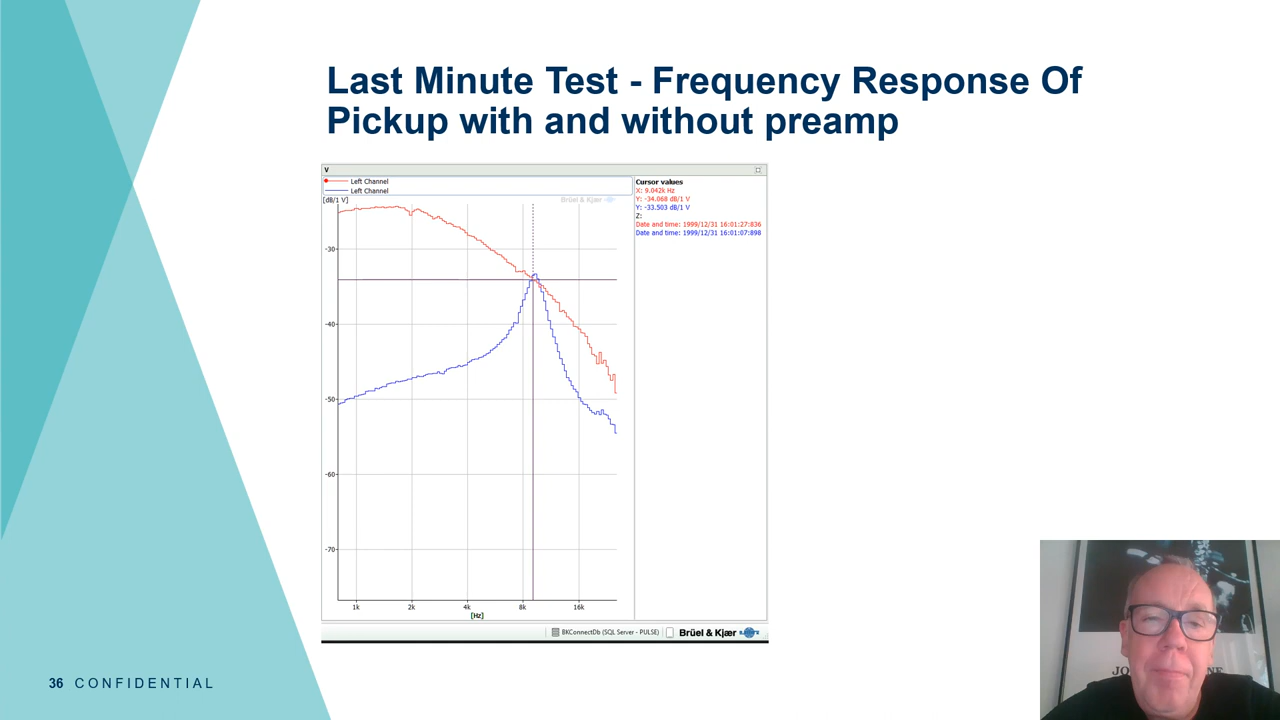 Last Minute Test - Frequency Response Of
Pickup with and without preamp
V
Left Channel
Left Channel
[dB/1 V]
Brüel & Kjær
-30
-40
-50
-60
-70
1k
2k
4k
8k
16k
[Hz]
Cursor values
X: 9.042k Hz
Y: -34.068 dB/1 V
Y: -33.503 dB/1 V
Z:
Date and time: 1999/12/31 16:01:27:836
Date and time: 1999/12/31 16:01:07:898
BKConnectDb (SQL Server - PULSE)
Brüel & Kjær
36 CONFIDENTIAL